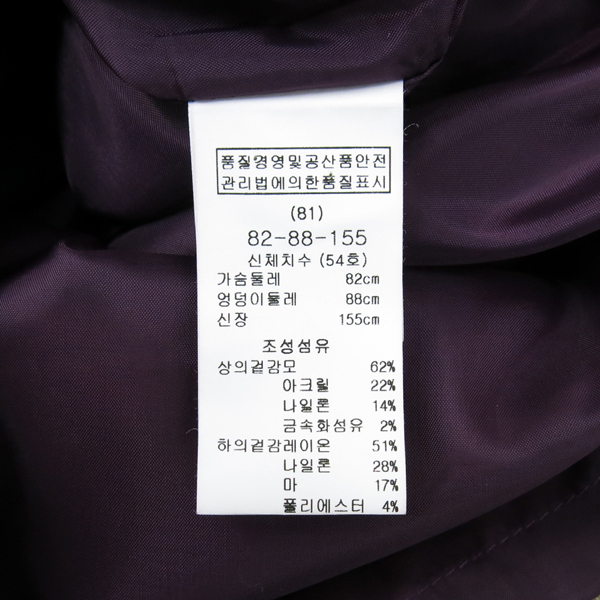 품질경영및공산품안전
관리법에의한품질표시
(81)
82-88-155
신체치수 (54호)
가슴둘레 82cm
엉덩이둘레 88cm
신장 155cm
조성섬유
상의겉감모 62%
아크릴 22%
나일론 14%
금속화섬유 2%
하의겉감레이온 51%
나일론 28%
마 17%
폴리에스터 4%